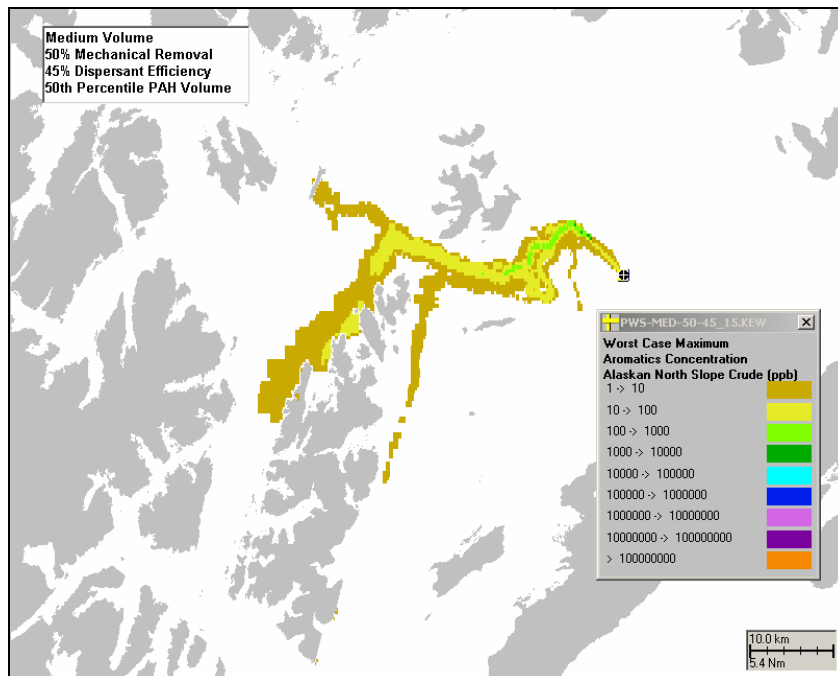 Medium Volume
50% Mechanical Removal
45% Dispersant Efficiency
50th Percentile PAH Volume
PWS-MED-50-45_15.KEW
Worst Case Maximum
Aromatics Concentration
Alaskan North Slope Crude (ppb)
1 -> 10
10 -> 100
100 -> 1000
1000 -> 10000
10000 -> 100000
100000 -> 1000000
1000000 -> 10000000
10000000 -> 100000000
> 100000000
10.0 km
5.4 Nm